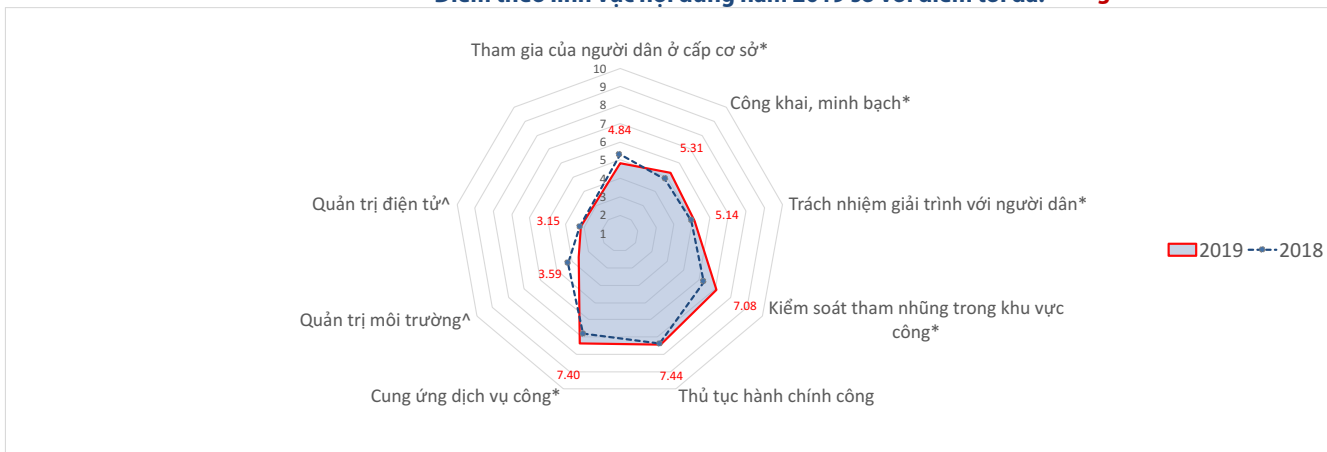 Tham gia của người dân ở cấp cơ sở*
10
9
8
7
6
5
4
3
2
1
4.84
Công khai, minh bạch*
5.31
Trách nhiệm giải trình với người dân*
5.14
Kiểm soát tham nhũng trong khu vực
công*
7.08
Thủ tục hành chính công
7.44
Cung ứng dịch vụ công*
7.40
Quản trị môi trường^
3.59
Quản trị điện tử^
3.15
2019
2018